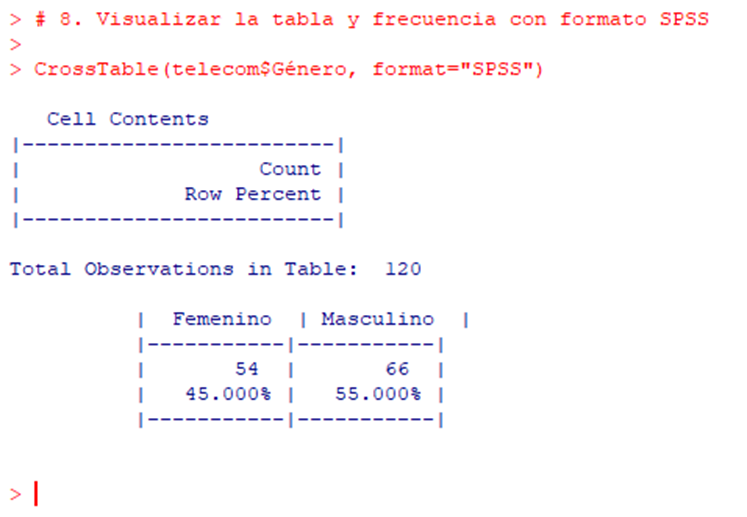 > # 8. Visualizar la tabla y frecuencia con formato SPSS
>
> CrossTable(telecom$Género, format="SPSS")
   Cell Contents
|-------------------------|
|                   Count |
|             Row Percent |
|-------------------------|
Total Observations in Table:  120
          |  Femenino  | Masculino  |
          |-----------|-----------|
          |       54  |       66  |
          |   45.000% |   55.000% |
          |-----------|-----------|
>